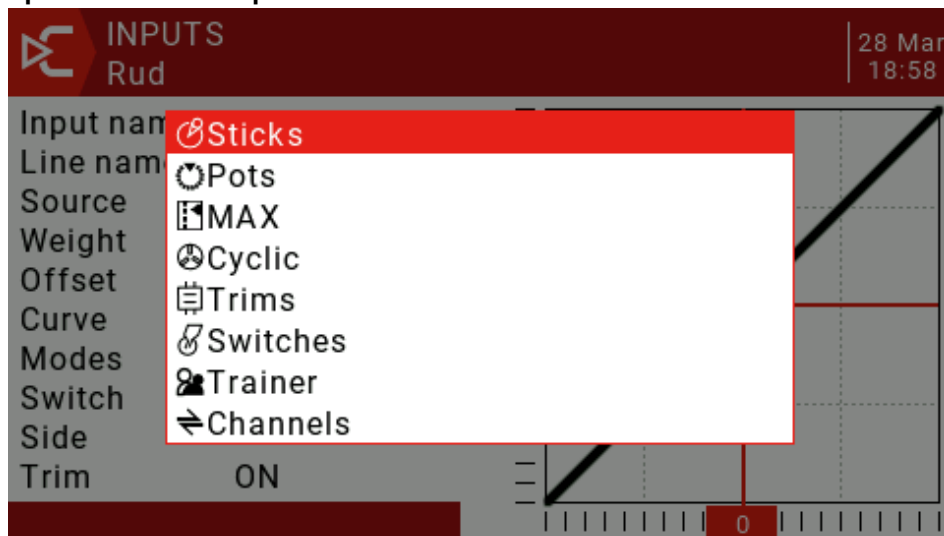 INPUTS
Rud
28 Mar
18:58
Input nam
Line name
Source
Weight
Offset
Curve
Modes
Switch
Side
Trim ON
Sticks
Pots
MAX
Cyclic
Trims
Switches
Trainer
Channels
0